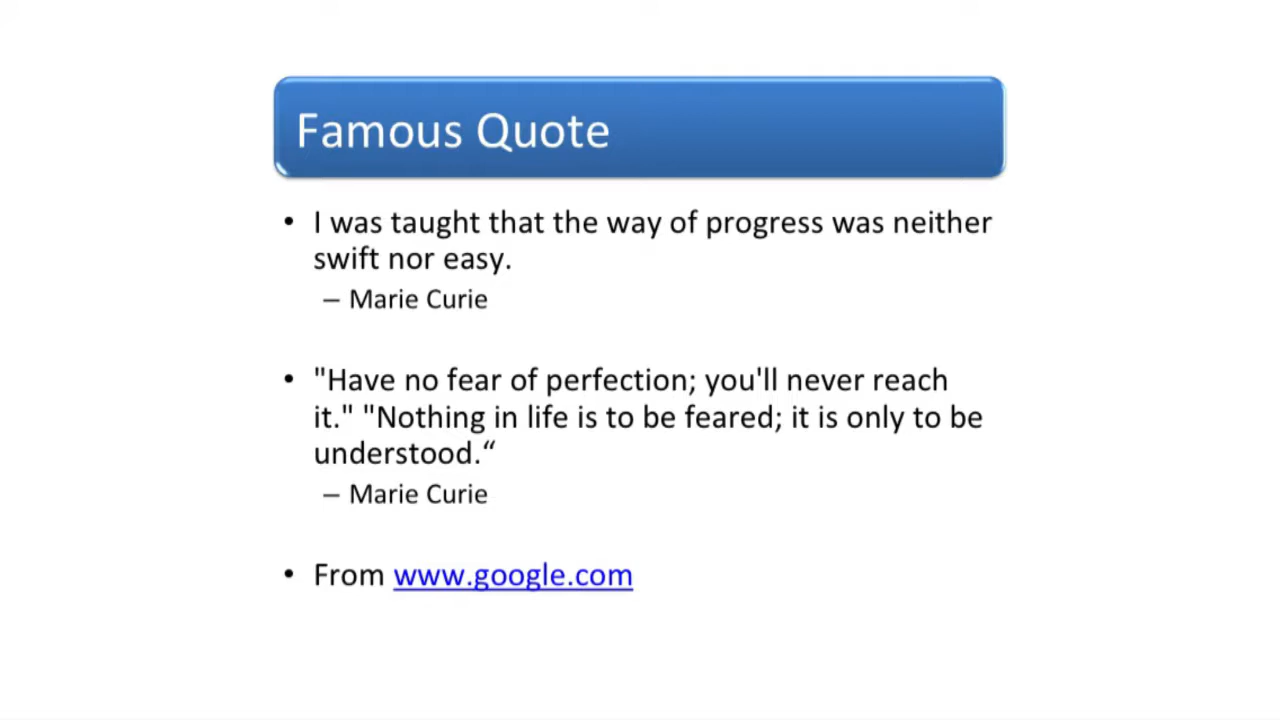 Famous Quote
• I was taught that the way of progress was neither
swift nor easy.
– Marie Curie
• "Have no fear of perfection; you'll never reach
it." "Nothing in life is to be feared; it is only to be
understood.“
– Marie Curie
• From www.google.com